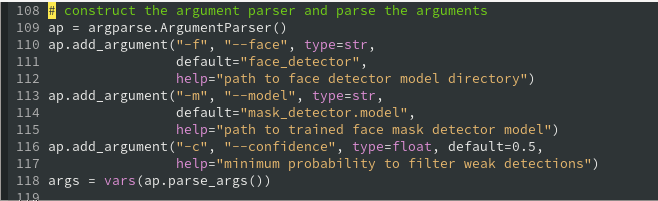 108 # construct the argument parser and parse the arguments
109 ap = argparse.ArgumentParser()
110 ap.add_argument("-f", "--face", type=str,
111                 default="face_detector",
112                 help="path to face detector model directory")
113 ap.add_argument("-m", "--model", type=str,
114                 default="mask_detector.model",
115                 help="path to trained face mask detector model")
116 ap.add_argument("-c", "--confidence", type=float, default=0.5,
117                 help="minimum probability to filter weak detections")
118 args = vars(ap.parse_args())
119